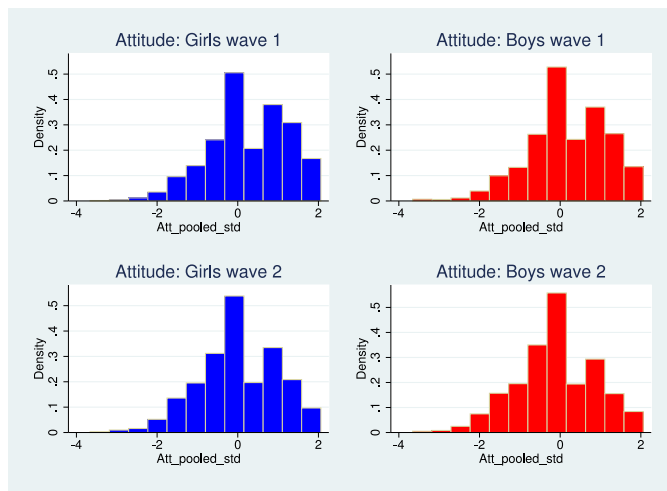 Attitude: Girls wave 1
Density
0 .1 .2 .3 .4 .5
-4 -2 0 2
Att_pooled_std
Attitude: Boys wave 1
Density
0 .1 .2 .3 .4 .5
-4 -2 0 2
Att_pooled_std
Attitude: Girls wave 2
Density
0 .1 .2 .3 .4 .5
-4 -2 0 2
Att_pooled_std
Attitude: Boys wave 2
Density
0 .1 .2 .3 .4 .5
-4 -2 0 2
Att_pooled_std